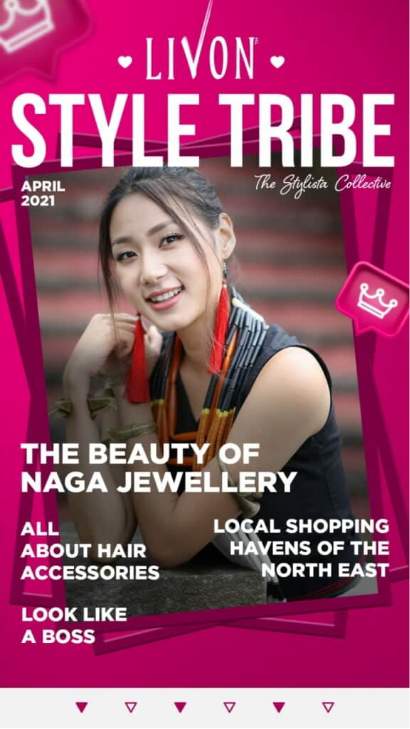 LIVON
STYLE TRIBE
APRIL
2021
The Stylista Collective
THE BEAUTY OF
NAGA JEWELLERY
ALL
ABOUT HAIR
ACCESSORIES
LOCAL SHOPPING
HAVENS OF THE
NORTH EAST
LOOK LIKE
A BOSS